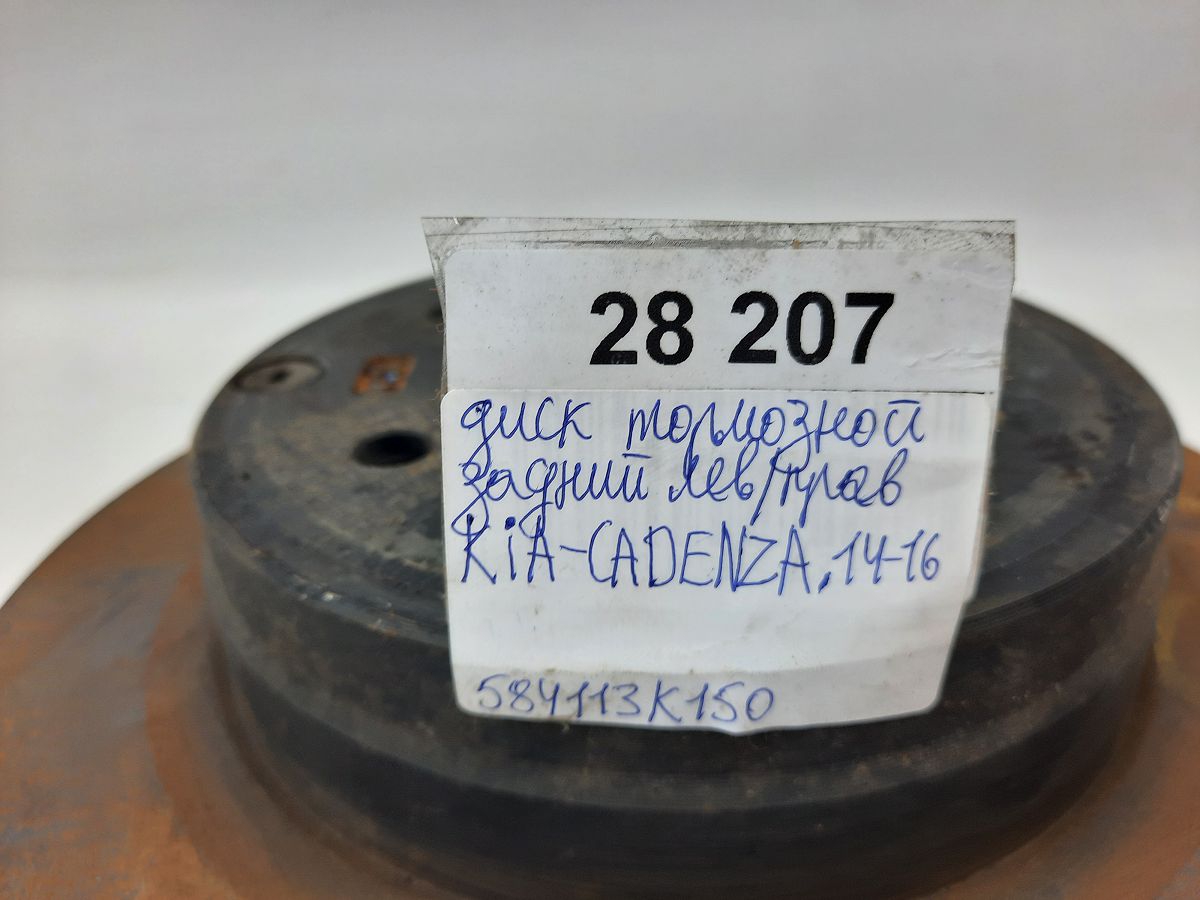 28 207
диск тормозной
задний лев/прав
KiA-CADENZA. 14-16
584113K150